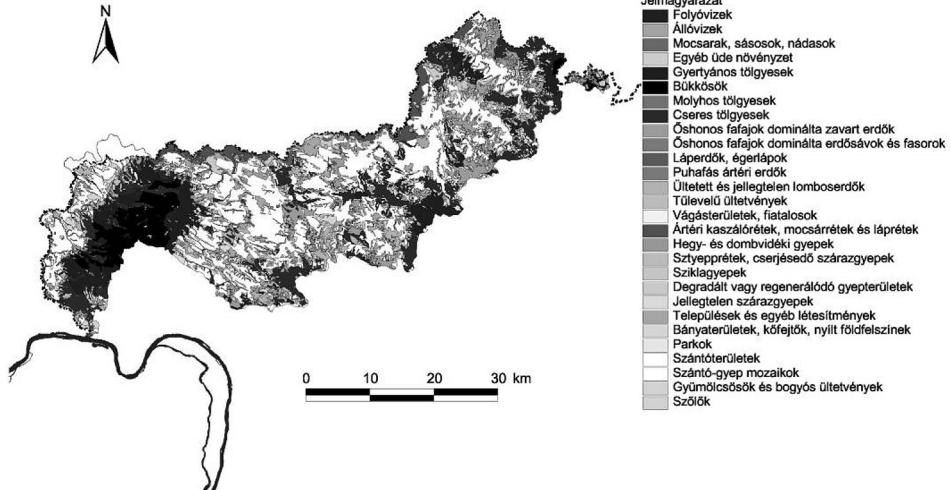 Jelmagyarázat
N
Folyóvizek
Állóvizek
Mocsarak, sásosok, nádasok
Egyéb üde növényzet
Gyertyános tölgyesek
Bükkösök
Molyhos tölgyesek
Cseres tölgyesek
Őshonos fafajok dominálta zavart erdők
Őshonos fafajok dominálta erdősávok és fasorok
Láperdők, égerlápok
Puhafás ártéri erdők
Ültetett és jellegtelen lomboserdők
Tűlevelű ültetvények
Vágásterületek, fiatalosok
Ártéri kaszálórétek, mocsárrétek és láprétek
Hegy- és dombvidéki gyepek
Sztyepprétek, cserjésedő szárazgyepek
Sziklagyepek
Degradált vagy regenerálódó gyepterületek
Jellegtelen szárazgyepek
Települések és egyéb létesítmények
Bányaterületek, kőfejtők, nyílt földfelszínek
Parkok
Szántóterületek
Szántó-gyep mozaikok
Gyümölcsösök és bogyós ültetvények
Szőlők
0 10 20 30 km